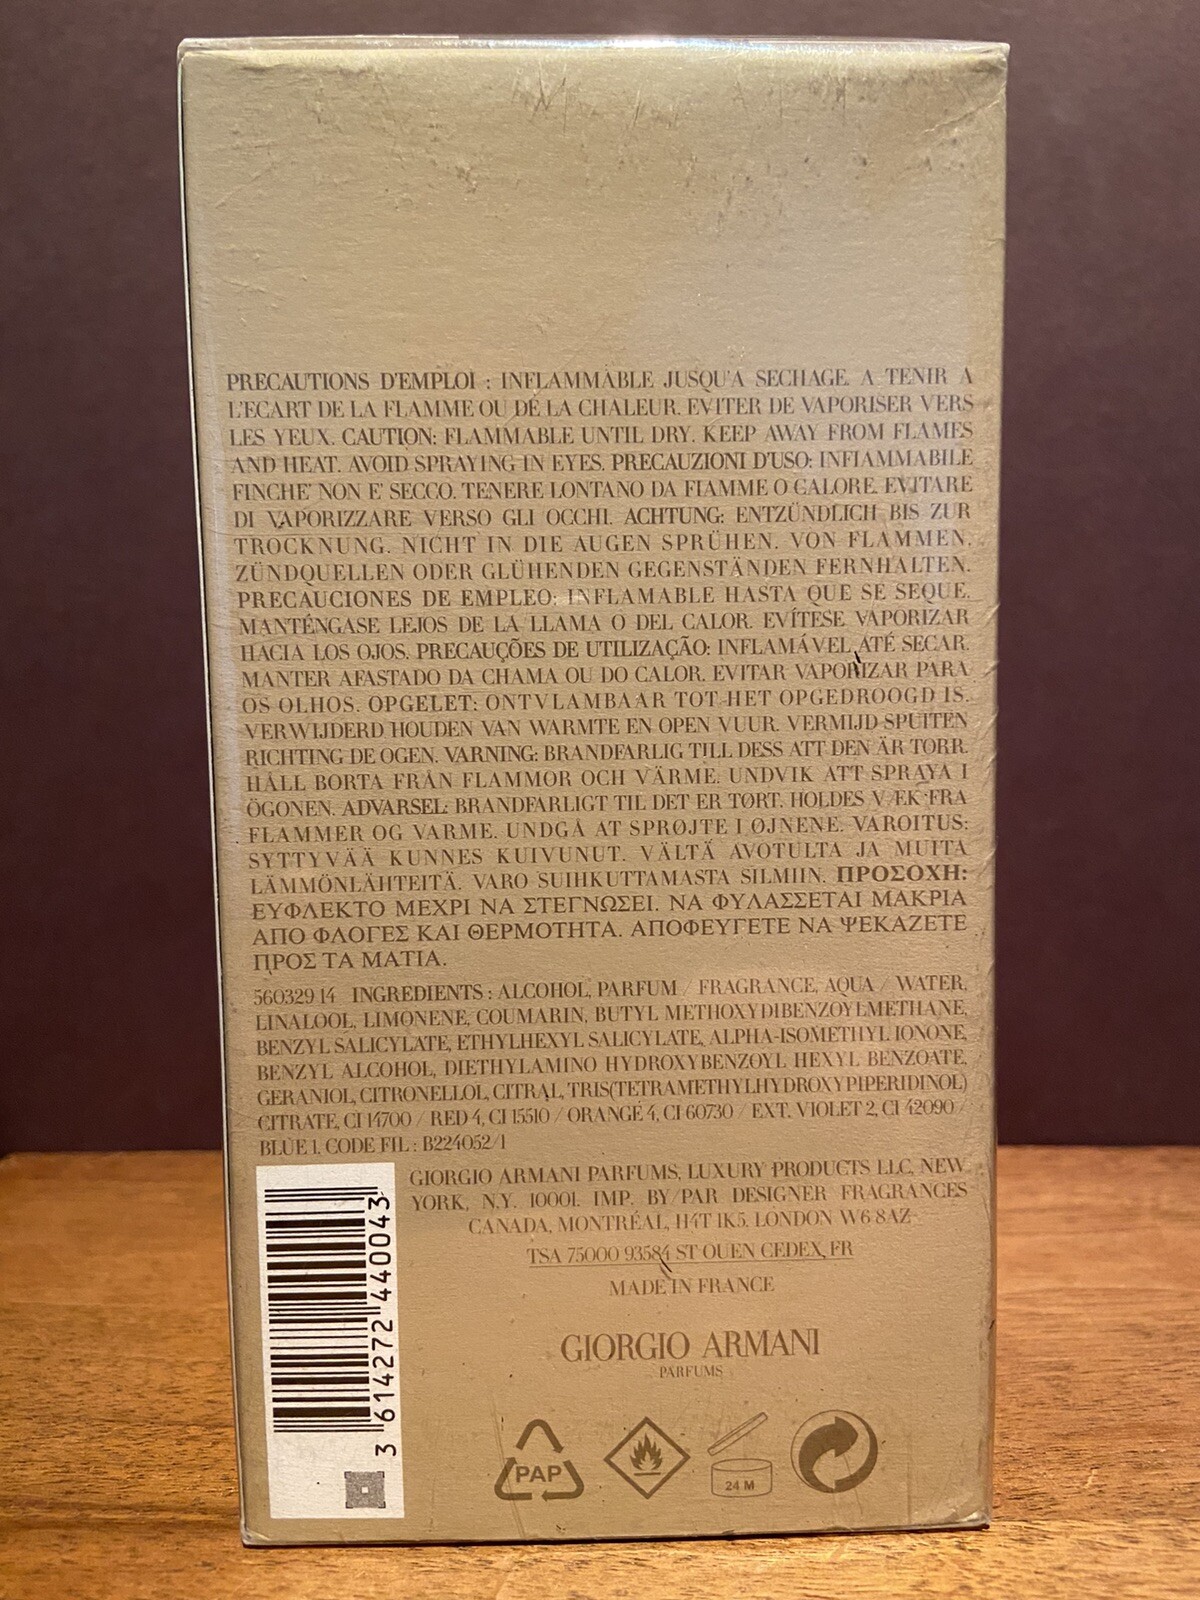 PRECAUTIONS D'EMPLOI : INFLAMMABLE JUSQU'A SECHAGE. A TENIR A
L'ECART DE LA FLAMME OU DE LA CHALEUR. EVITER DE VAPORISER VERS
LES YEUX. CAUTION: FLAMMABLE UNTIL DRY. KEEP AWAY FROM FLAMES
AND HEAT. AVOID SPRAYING IN EYES. PRECAUZIONI D'USO: INFIAMMABILE
FINCHE' NON E' SECCO. TENERE LONTANO DA FIAMME O CALORE. EVITARE
DI VAPORIZZARE VERSO GLI OCCHI. ACHTUNG: ENTZÜNDLICH BIS ZUR
TROCKNUNG. NICHT IN DIE AUGEN SPRÜHEN. VON FLAMMEN,
ZÜNDQUELLEN ODER GLÜHENDEN GEGENSTÄNDEN FERNHALTEN.
PRECAUCIONES DE EMPLEO: INFLAMABLE HASTA QUE SE SEQUE.
MANTÉNGASE LEJOS DE LA LLAMA O DEL CALOR. EVÍTESE VAPORIZAR
HACIA LOS OJOS. PRECAUÇÕES DE UTILIZAÇÃO: INFLAMÁVEL ATÉ SECAR.
MANTER AFASTADO DA CHAMA OU DO CALOR. EVITAR VAPORIZAR PARA
OS OLHOS. OPGELET: ONTVLAMBAAR TOT HET OPGEDROOGD IS.
VERWIJDERD HOUDEN VAN WARMTE EN OPEN VUUR. VERMIJD SPUITEN
RICHTING DE OGEN. VARNING: BRANDFARLIG TILL DESS ATT DEN ÄR TORR.
HÅLL BORTA FRÅN FLAMMOR OCH VÄRME. UNDVIK ATT SPRAYA I
ÖGONEN. ADVARSEL: BRANDFARLIGT TIL DET ER TØRT. HOLDES VÆK FRA
FLAMMER OG VARME. UNDGÅ AT SPRØJTE I ØJNENE. VAROITUS:
SYTTYVÄÄ KUNNES KUIVUNUT. VÄLTÄ AVOTULTA JA MUITA
LÄMMÖNLÄHTEITÄ. VARO SUIHKUTTAMASTA SILMIIN. ΠΡΟΣΟΧΗ:
ΕΥΦΛΕΚΤΟ ΜΕΧΡΙ ΝΑ ΣΤΕΓΝΩΣΕΙ. ΝΑ ΦΥΛΑΣΣΕΤΑΙ ΜΑΚΡΙΑ
ΑΠΟ ΦΛΟΓΕΣ ΚΑΙ ΘΕΡΜΟΤΗΤΑ. ΑΠΟΦΕΥΓΕΤΕ ΝΑ ΨΕΚΑΖΕΤΕ
ΠΡΟΣ ΤΑ ΜΑΤΙΑ.
560329 14 INGREDIENTS : ALCOHOL, PARFUM / FRAGRANCE, AQUA / WATER,
LINALOOL, LIMONENE, COUMARIN, BUTYL METHOXYDIBENZOYLMETHANE,
BENZYL SALICYLATE, ETHYLHEXYL SALICYLATE, ALPHA-ISOMETHYL IONONE,
BENZYL ALCOHOL, DIETHYLAMINO HYDROXYBENZOYL HEXYL BENZOATE,
GERANIOL, CITRONELLOL, CITRAL, TRIS(TETRAMETHYLHYDROXYPIPERIDINOL)
CITRATE, CI 14700 / RED 4, CI 15510 / ORANGE 4, CI 60730 / EXT. VIOLET 2, CI 42090 /
BLUE 1. CODE FIL : B224052/1
GIORGIO ARMANI PARFUMS, LUXURY PRODUCTS LLC, NEW
YORK, N.Y. 10001. IMP. BY/PAR DESIGNER FRAGRANCES
CANADA, MONTRÉAL, H4T 1K5. LONDON W6 8AZ
TSA 75000 93584 ST OUEN CEDEX, FR
MADE IN FRANCE
GIORGIO ARMANI
PARFUMS
3 614272 440043
PAP
24 M